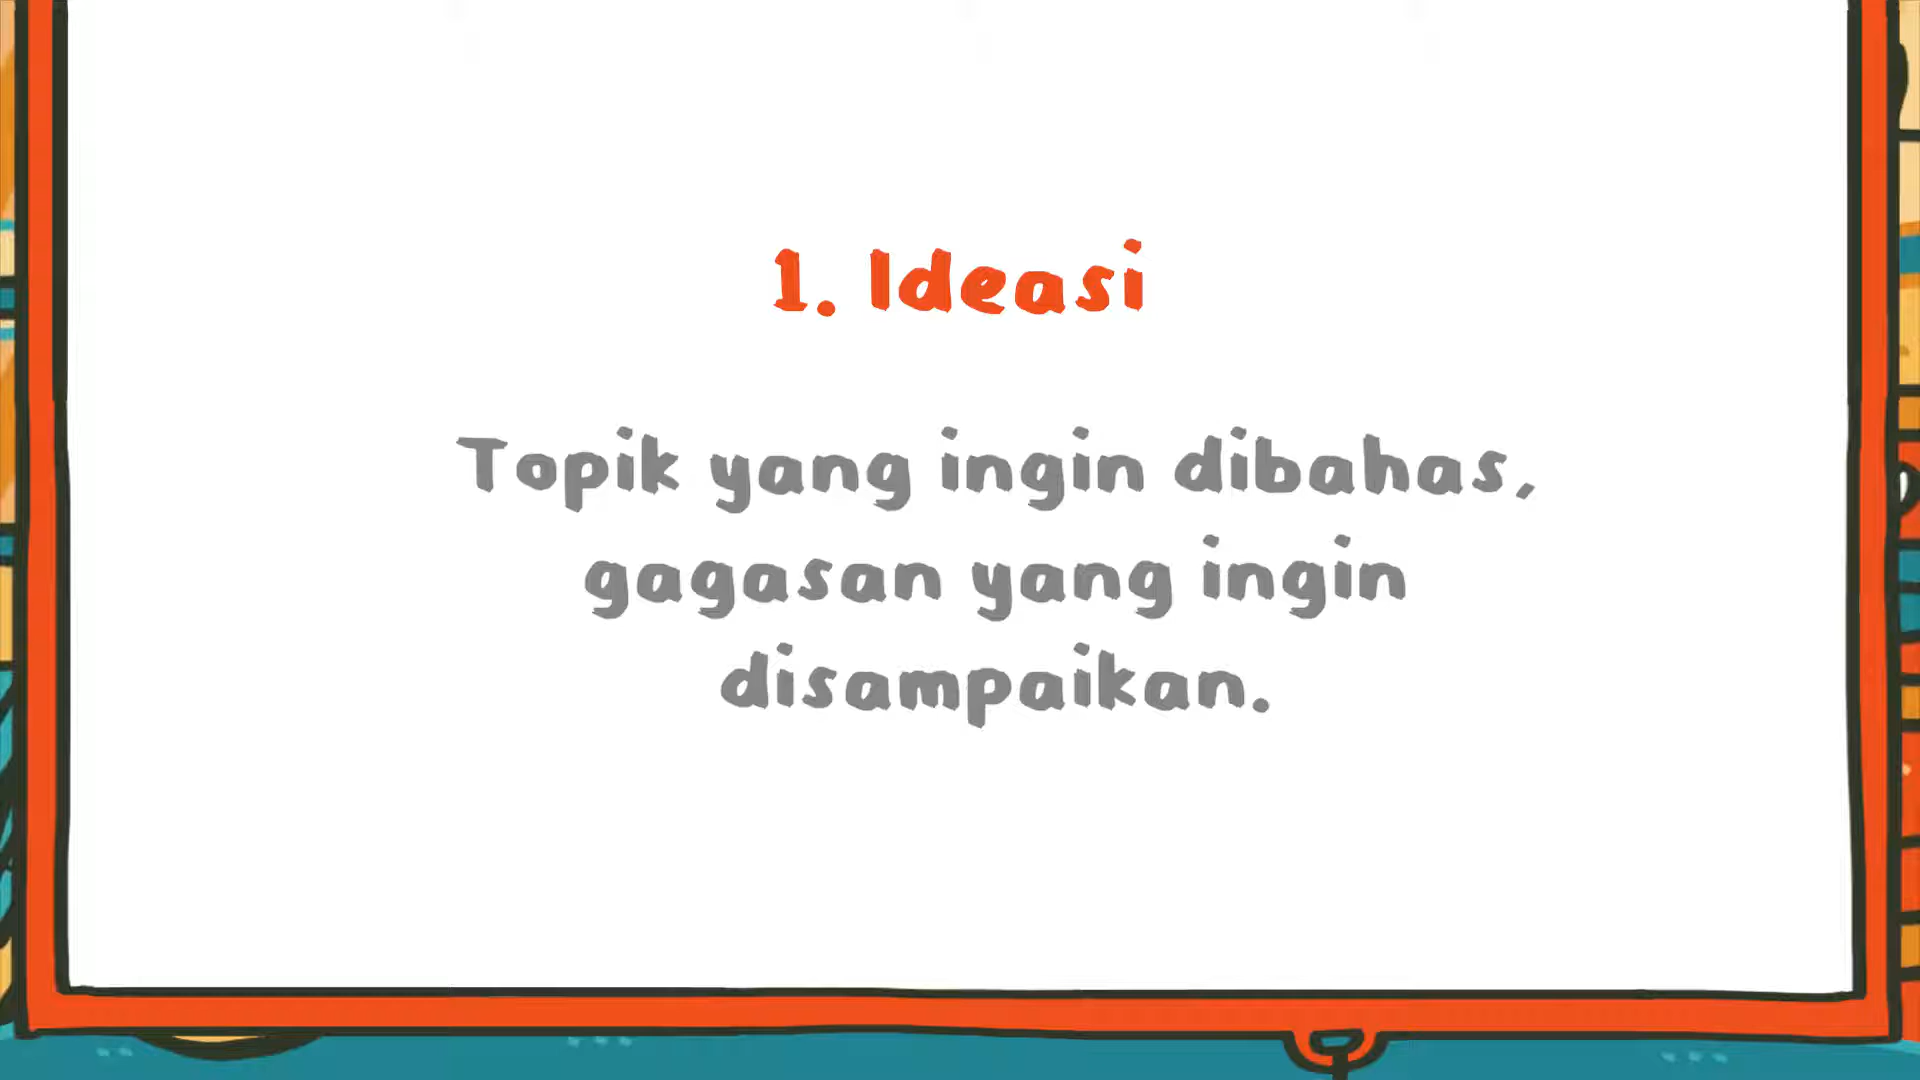 1. Ideasi
Topik yang ingin dibahas,
gagasan yang ingin
disampaikan.